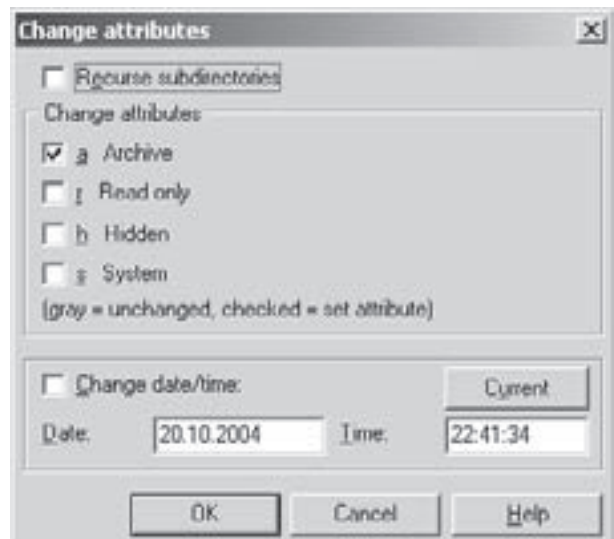 Change attributes
Recurse subdirectories
Change attributes
a Archive
r Read only
h Hidden
s System
(gray = unchanged, checked = set attribute)
Change date/time:
Current
Date: 20.10.2004 Time: 22:41:34
OK Cancel Help